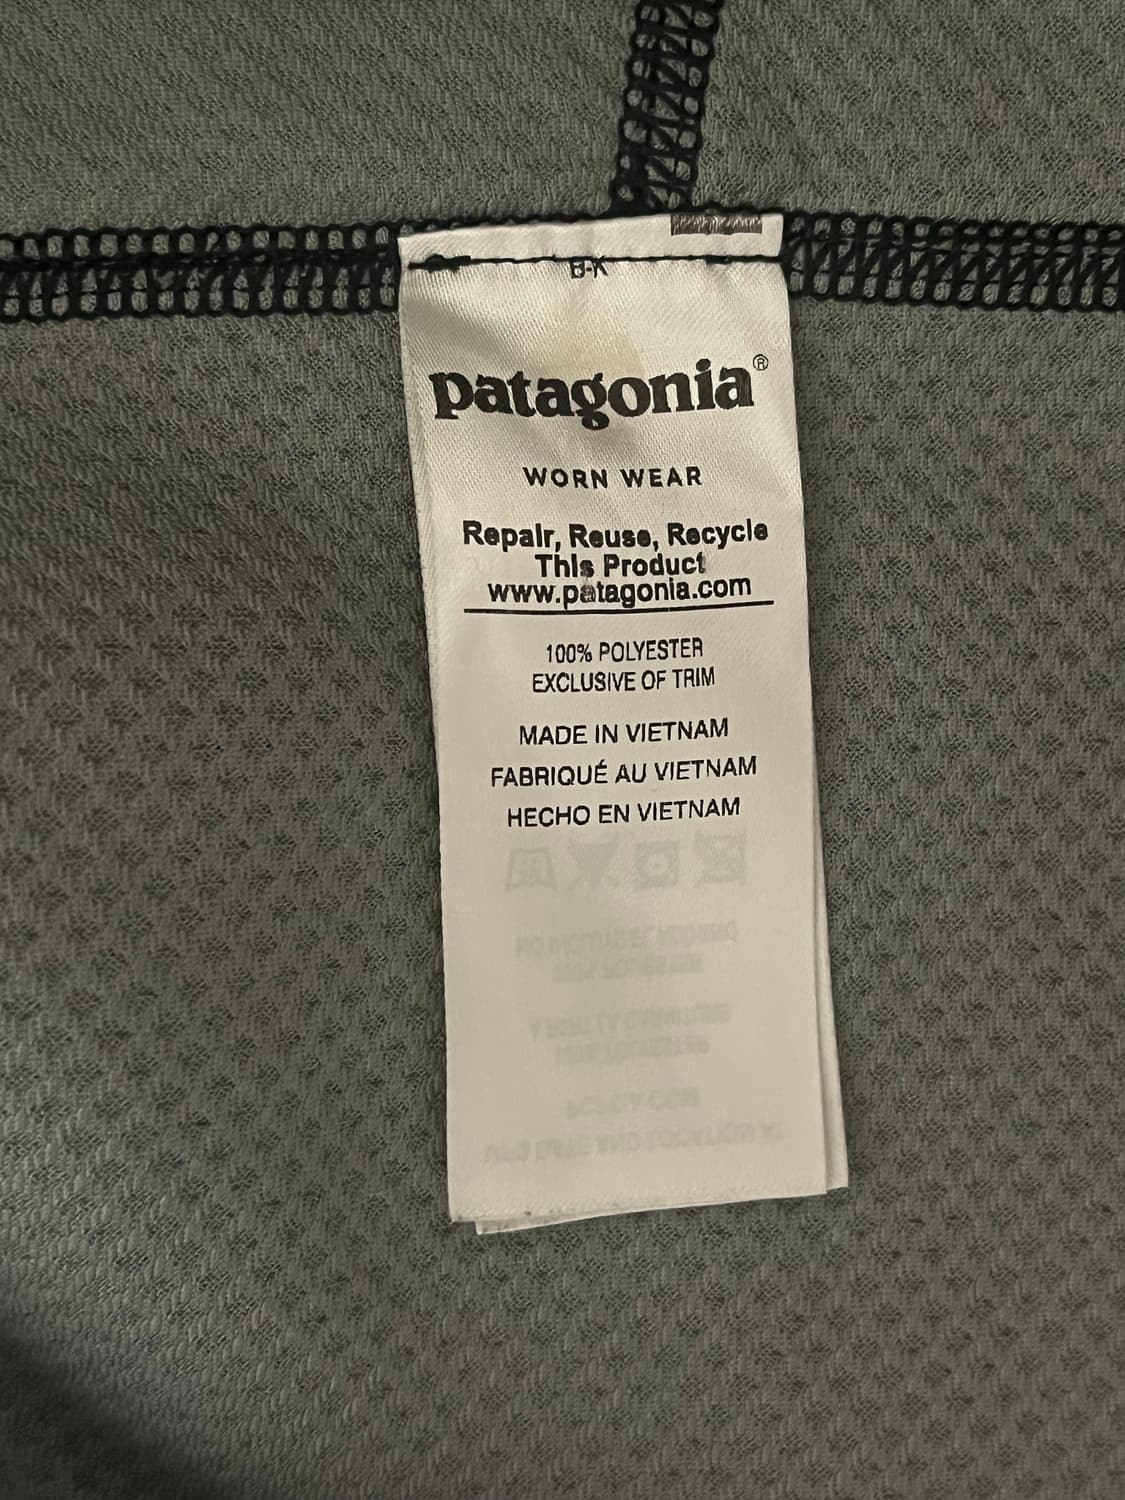 B-K
patagonia®
WORN WEAR
Repair, Reuse, Recycle
This Product
www.patagonia.com
100% POLYESTER
EXCLUSIVE OF TRIM
MADE IN VIETNAM
FABRIQUÉ AU VIETNAM
HECHO EN VIETNAM